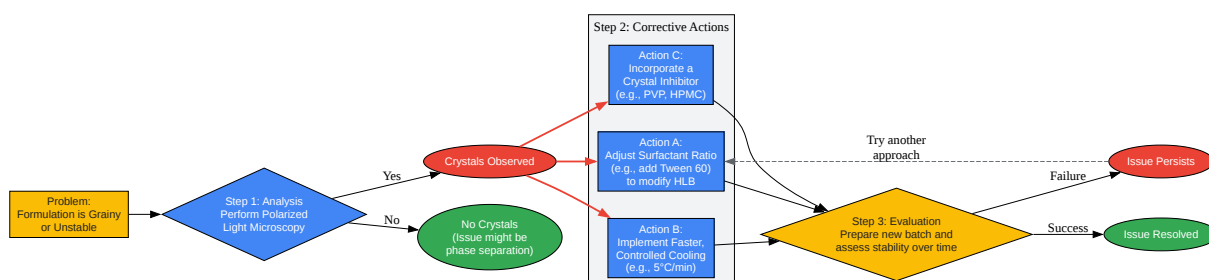 Problem:
Formulation is Grainy
or Unstable
Step 1: Analysis
Perform Polarized
Light Microscopy
Yes
No
Crystals Observed
No Crystals
(Issue might be
phase separation)
Step 2: Corrective Actions
Action C:
Incorporate a
Crystal Inhibitor
(e.g., PVP, HPMC)
Action A:
Adjust Surfactant Ratio
(e.g., add Tween 60)
to modify HLB
Action B:
Implement Faster,
Controlled Cooling
(e.g., 5°C/min)
Try another
approach
Step 3: Evaluation
Prepare new batch and
assess stability over time
Failure
Success
Issue Persists
Issue Resolved